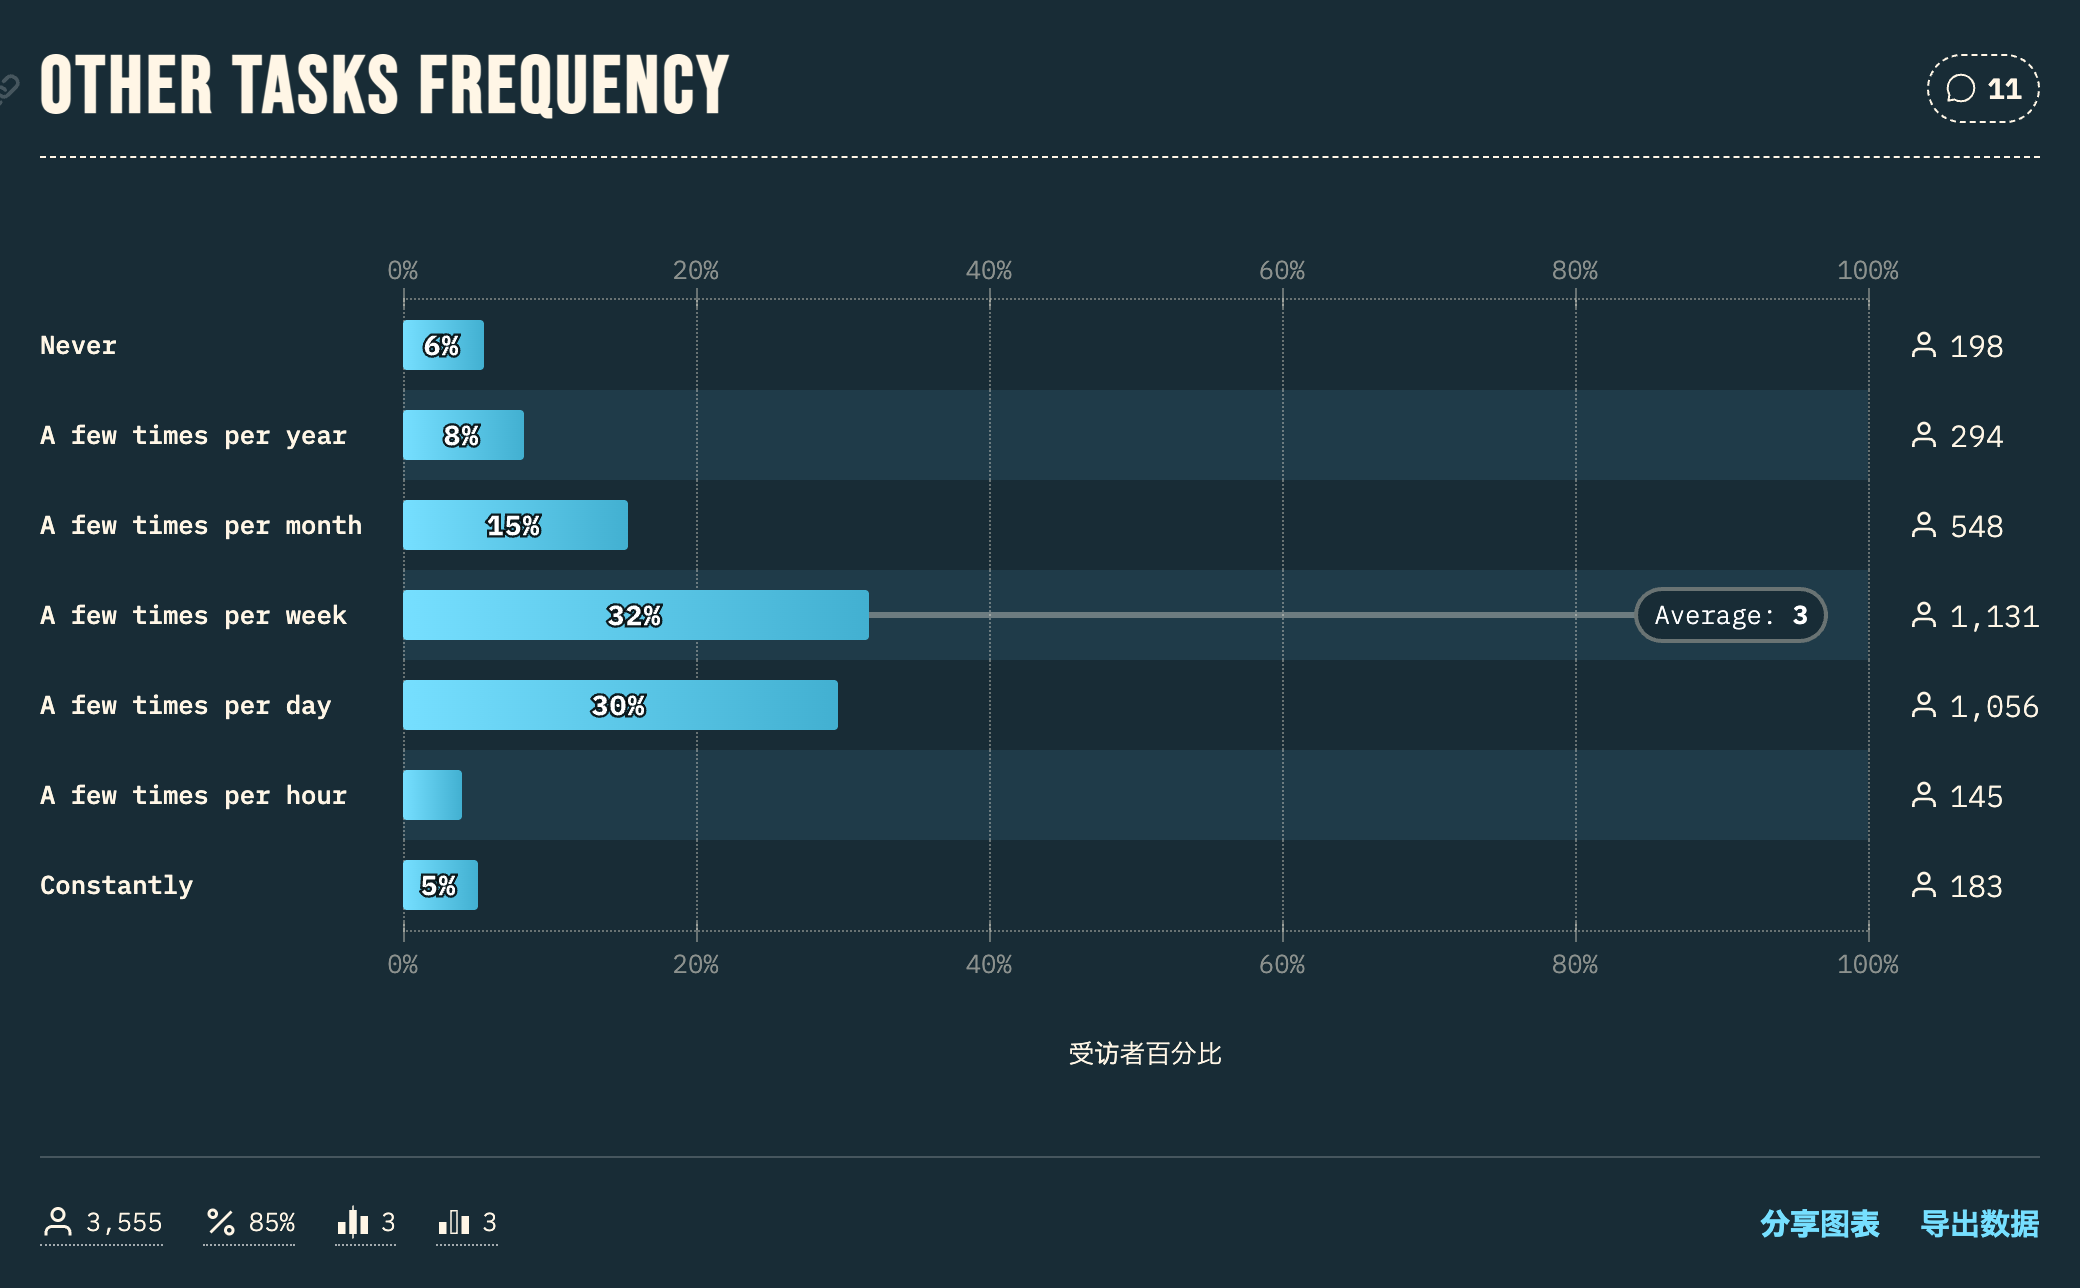 OTHER TASKS FREQUENCY
11
0% 20% 40% 60% 80% 100%
Never 6% 198
A few times per year 8% 294
A few times per month 15% 548
A few times per week 32% Average: 3 1,131
A few times per day 30% 1,056
A few times per hour 145
Constantly 5% 183
0% 20% 40% 60% 80% 100%
受访者百分比
3,555 85% 3 3 分享图表 导出数据